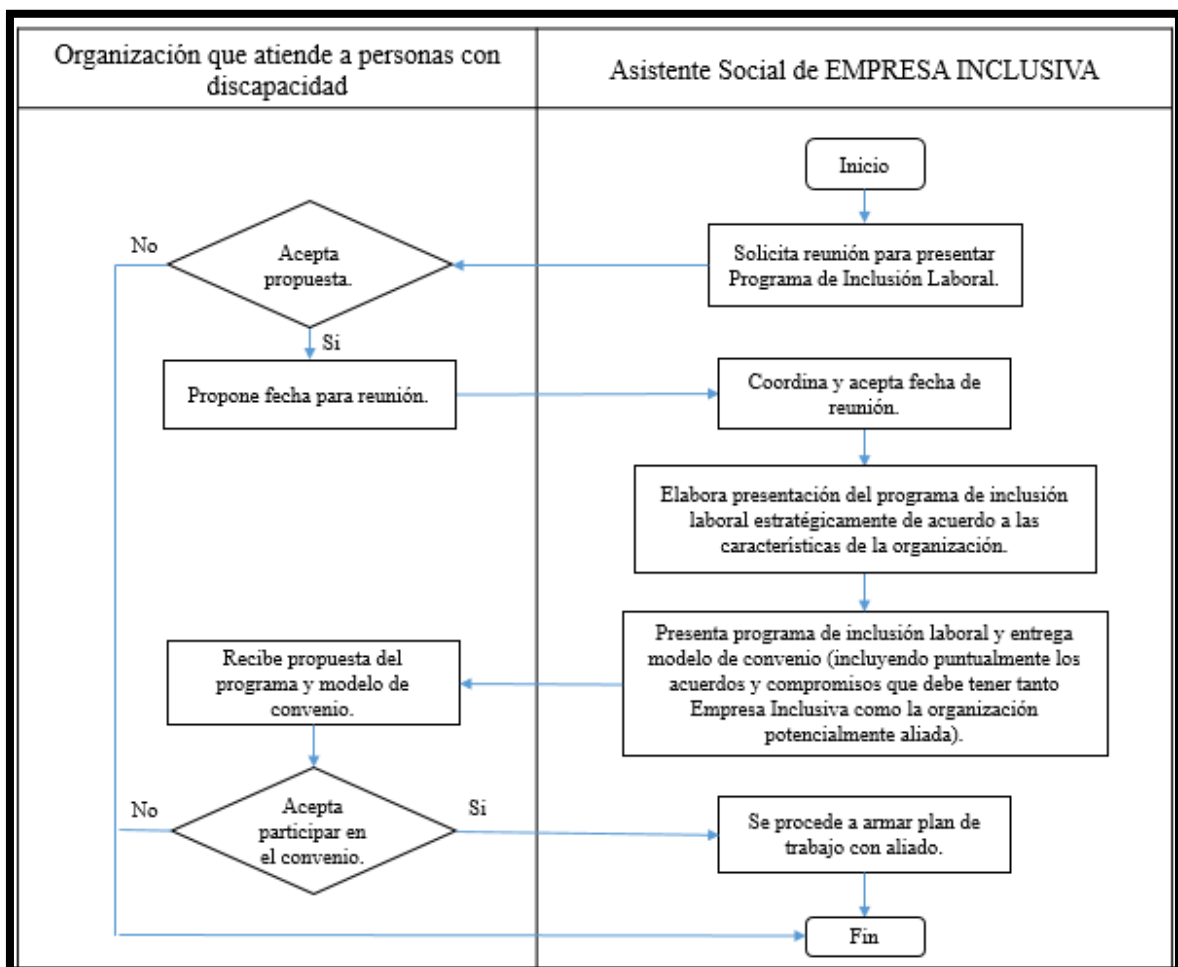 Organización que atiende a personas con
discapacidad
Asistente Social de EMPRESA INCLUSIVA
Inicio
Solicita reunión para presentar
Programa de Inclusión Laboral.
No
Acepta
propuesta.
Si
Propone fecha para reunión.
Coordina y acepta fecha de
reunión.
Elabora presentación del programa de inclusión
laboral estratégicamente de acuerdo a las
características de la organización.
Presenta programa de inclusión laboral y entrega
modelo de convenio (incluyendo puntualmente los
acuerdos y compromisos que debe tener tanto
Empresa Inclusiva como la organización
potencialmente aliada).
Recibe propuesta del
programa y modelo de
convenio.
No
Acepta
participar en
el convenio.
Si
Se procede a armar plan de
trabajo con aliado.
Fin